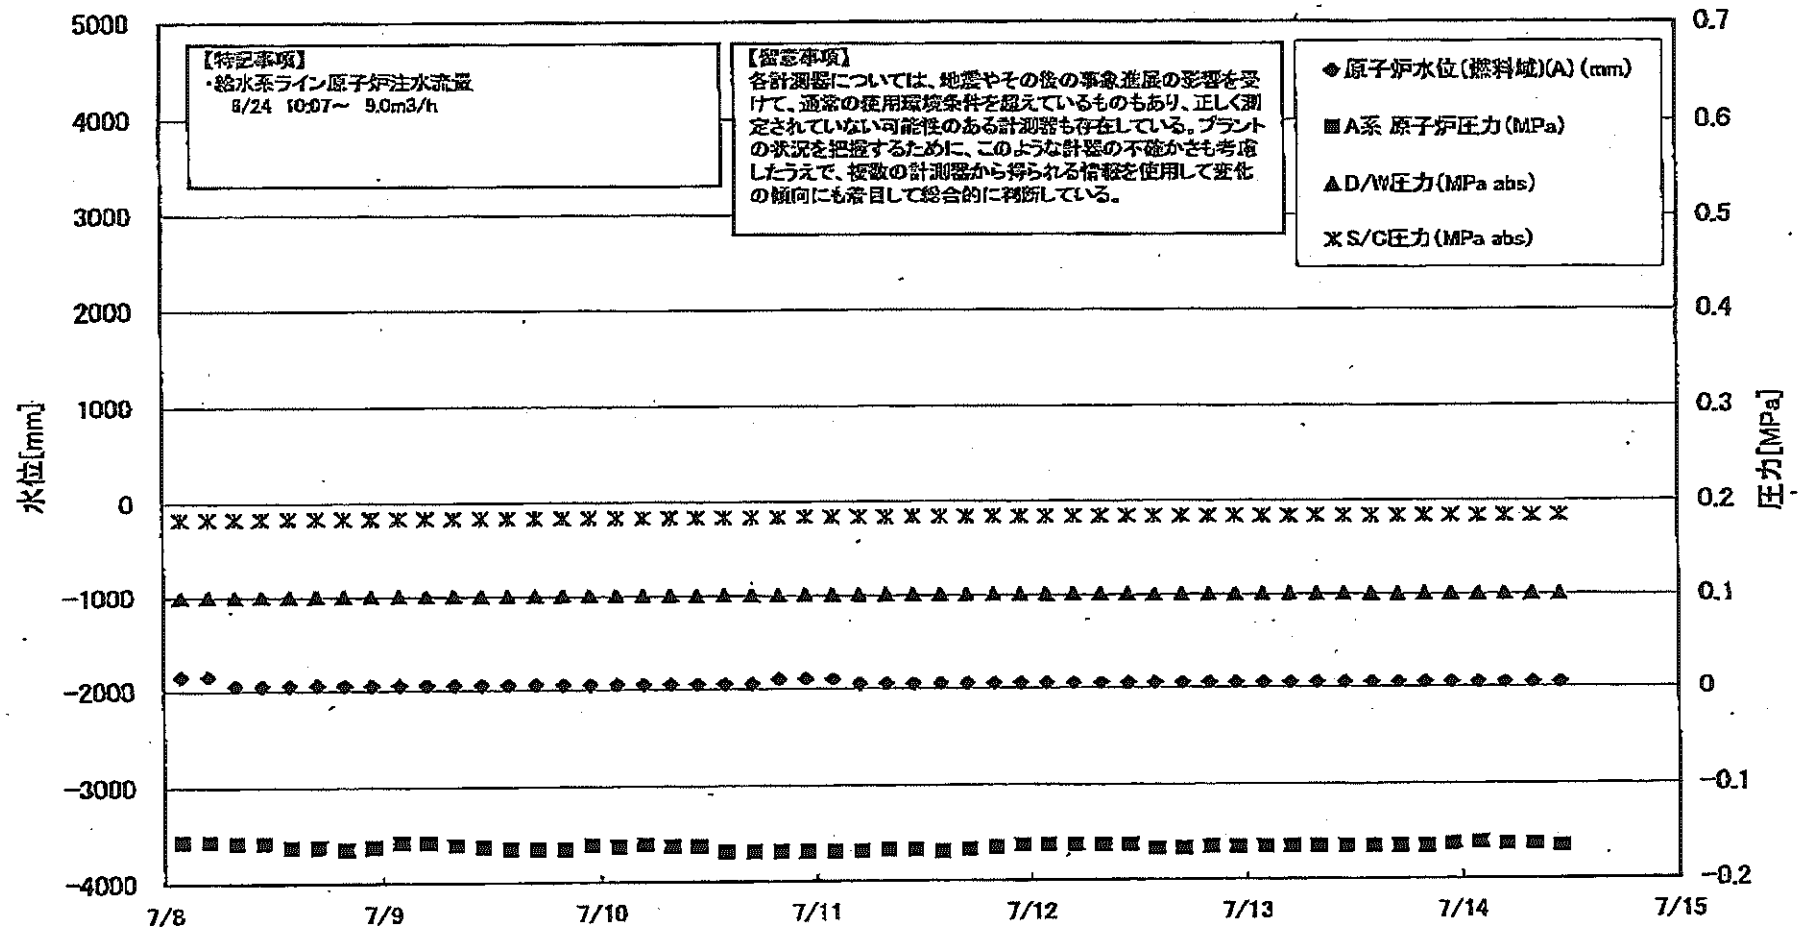 5000
4000
3000
2000
1000
0
-1000
-2000
-3000
-4000
水位[mm]
【特記事項】
・給水系ライン原子炉注水流量
6/24 10:07～ 9.0m3/h
【留意事項】
各計測器については、地震やその後の事象進展の影響を受
けて、通常の使用環境条件を超えているものもあり、正しく測
定されていない可能性のある計測器も存在している。プラント
の状況を把握するために、このような計器の不確かさも考慮
したうえで、複数の計測器から得られる情報を使用して変化
の傾向にも着目して総合的に判断している。
原子炉水位(燃料域)(A)(mm)
A系 原子炉圧力(MPa)
D/W圧力(MPa abs)
S/C圧力(MPa abs)
0.7
0.6
0.5
0.4
0.3
0.2
0.1
0
-0.1
-0.2
圧力[MPa]
7/8 7/9 7/10 7/11 7/12 7/13 7/14 7/15